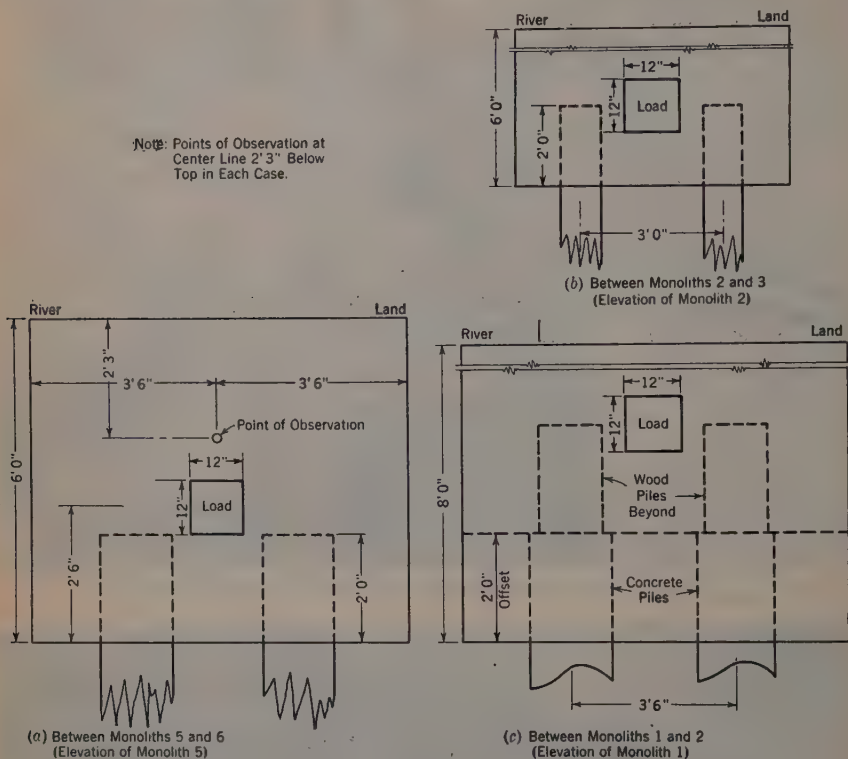 River
Land
12"
12"
Load
6'0"
2'0"
3'0"
(b) Between Monoliths 2 and 3
(Elevation of Monolith 2)
Note: Points of Observation at
Center Line 2'3" Below
Top in Each Case.
River
Land
2'3"
3'6"
3'6"
Point of Observation
12"
12"
Load
6'0"
2'6"
2'0"
(a) Between Monoliths 5 and 6
(Elevation of Monolith 5)
River
Land
12"
12"
Load
8'0"
Wood
Piles
Beyond
2'0"
Offset
Concrete
Piles
3'6"
(c) Between Monoliths 1 and 2
(Elevation of Monolith 1)